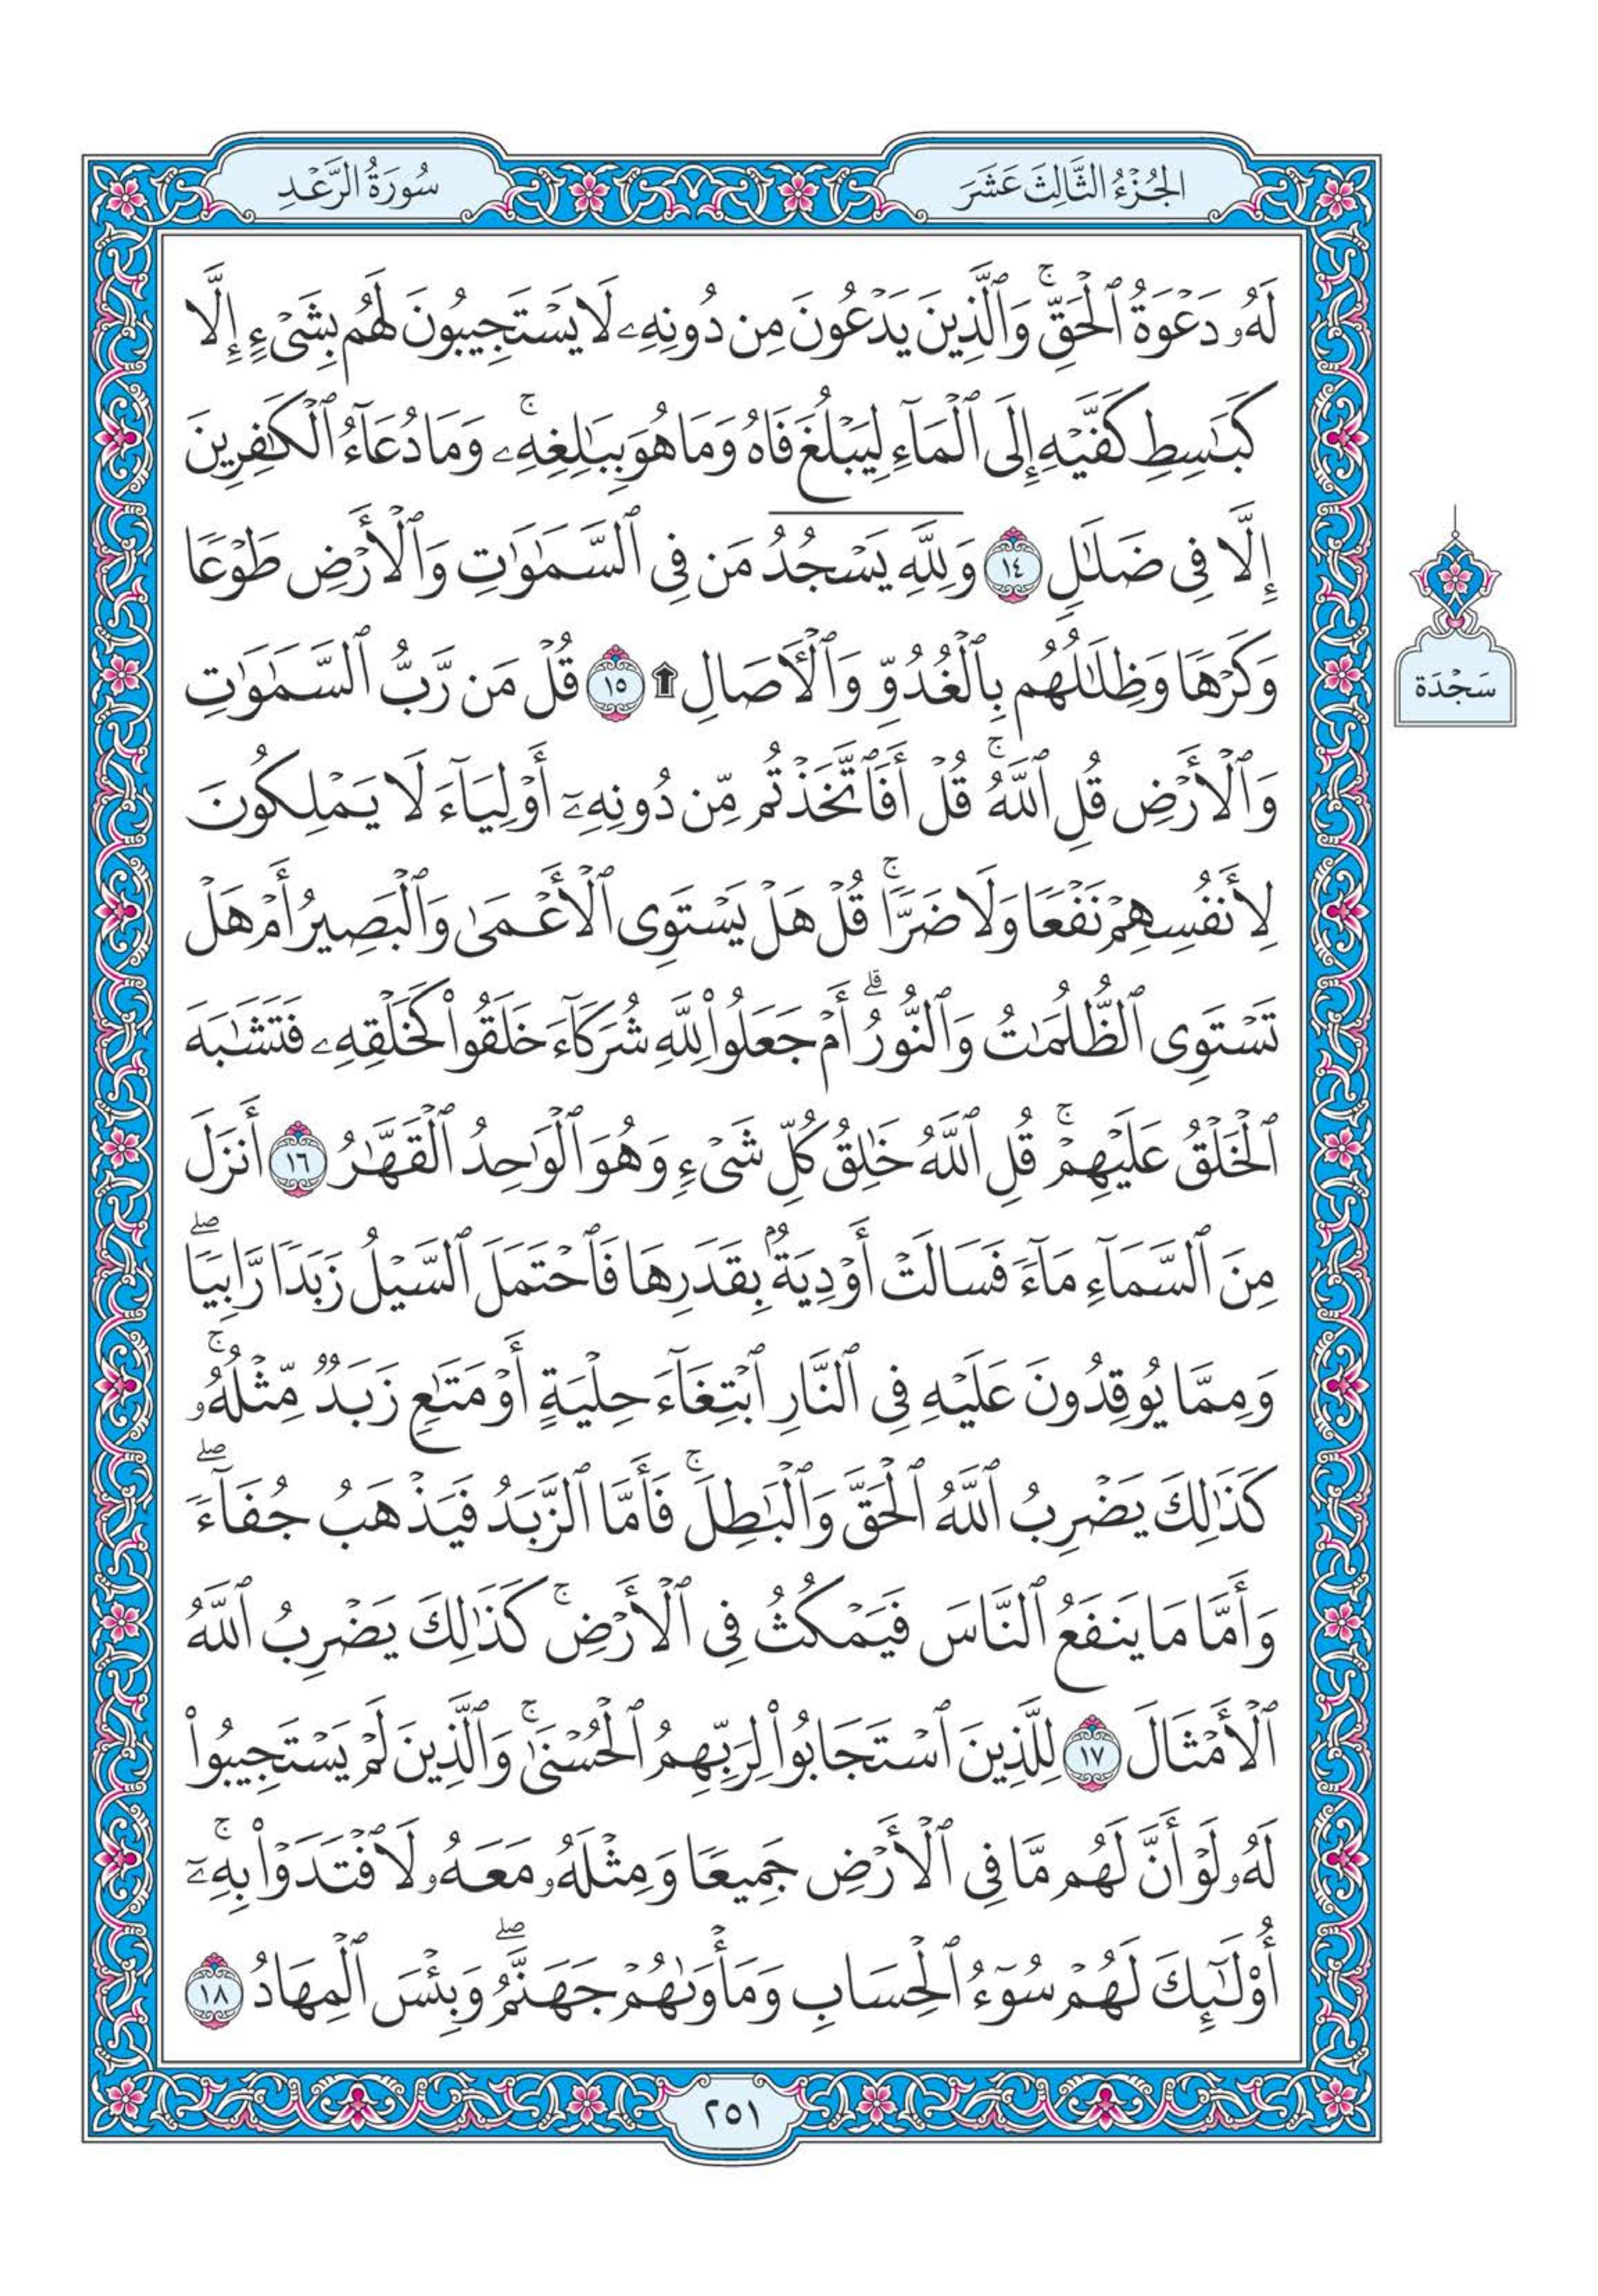 الجُزْءُ الثَّالِثَ عَشَرَ
سُورَةُ الرَّعْدِ
لَهُۥ دَعْوَةُ ٱلْحَقِّۚ وَٱلَّذِينَ يَدْعُونَ مِن دُونِهِۦ لَا يَسْتَجِيبُونَ لَهُم بِشَىْءٍ إِلَّا
كَبَٰسِطِ كَفَّيْهِ إِلَى ٱلْمَآءِ لِيَبْلُغَ فَاهُ وَمَا هُوَ بِبَٰلِغِهِۦۚ وَمَا دُعَآءُ ٱلْكَٰفِرِينَ
إِلَّا فِى ضَلَٰلٍ ١٤ وَلِلَّهِ يَسْجُدُ مَن فِى ٱلسَّمَٰوَٰتِ وَٱلْأَرْضِ طَوْعًا
وَكَرْهًا وَظِلَٰلُهُم بِٱلْغُدُوِّ وَٱلْءَاصَالِ۩ ١٥ قُلْ مَن رَّبُّ ٱلسَّمَٰوَٰتِ
وَٱلْأَرْضِ قُلِ ٱللَّهُۚ قُلْ أَفَٱتَّخَذْتُم مِّن دُونِهِۦٓ أَوْلِيَآءَ لَا يَمْلِكُونَ
لِأَنفُسِهِمْ نَفْعًا وَلَا ضَرًّاۚ قُلْ هَلْ يَسْتَوِى ٱلْأَعْمَىٰ وَٱلْبَصِيرُ أَمْ هَلْ
تَسْتَوِى ٱلظُّلُمَٰتُ وَٱلنُّورُۗ أَمْ جَعَلُوا۟ لِلَّهِ شُرَكَآءَ خَلَقُوا۟ كَخَلْقِهِۦ فَتَشَٰبَهَ
ٱلْخَلْقُ عَلَيْهِمْۚ قُلِ ٱللَّهُ خَٰلِقُ كُلِّ شَىْءٍ وَهُوَ ٱلْوَٰحِدُ ٱلْقَهَّٰرُ ١٦ أَنزَلَ
مِنَ ٱلسَّمَآءِ مَآءً فَسَالَتْ أَوْدِيَةٌۢ بِقَدَرِهَا فَٱحْتَمَلَ ٱلسَّيْلُ زَبَدًا رَّابِيًاۖ
وَمِمَّا يُوقِدُونَ عَلَيْهِ فِى ٱلنَّارِ ٱبْتِغَآءَ حِلْيَةٍ أَوْ مَتَٰعٍ زَبَدٌ مِّثْلُهُۥۚ
كَذَٰلِكَ يَضْرِبُ ٱللَّهُ ٱلْحَقَّ وَٱلْبَٰطِلَۚ فَأَمَّا ٱلزَّبَدُ فَيَذْهَبُ جُفَآءًۖ
وَأَمَّا مَا يَنفَعُ ٱلنَّاسَ فَيَمْكُثُ فِى ٱلْأَرْضِۚ كَذَٰلِكَ يَضْرِبُ ٱللَّهُ
ٱلْأَمْثَالَ ١٧ لِلَّذِينَ ٱسْتَجَابُوا۟ لِرَبِّهِمُ ٱلْحُسْنَىٰۚ وَٱلَّذِينَ لَمْ يَسْتَجِيبُوا۟
لَهُۥ لَوْ أَنَّ لَهُم مَّا فِى ٱلْأَرْضِ جَمِيعًا وَمِثْلَهُۥ مَعَهُۥ لَٱفْتَدَوْا۟ بِهِۦٓۚ
أُو۟لَٰٓئِكَ لَهُمْ سُوٓءُ ٱلْحِسَابِ وَمَأْوَىٰهُمْ جَهَنَّمُۖ وَبِئْسَ ٱلْمِهَادُ ١٨
سَجْدَة
٢٥١